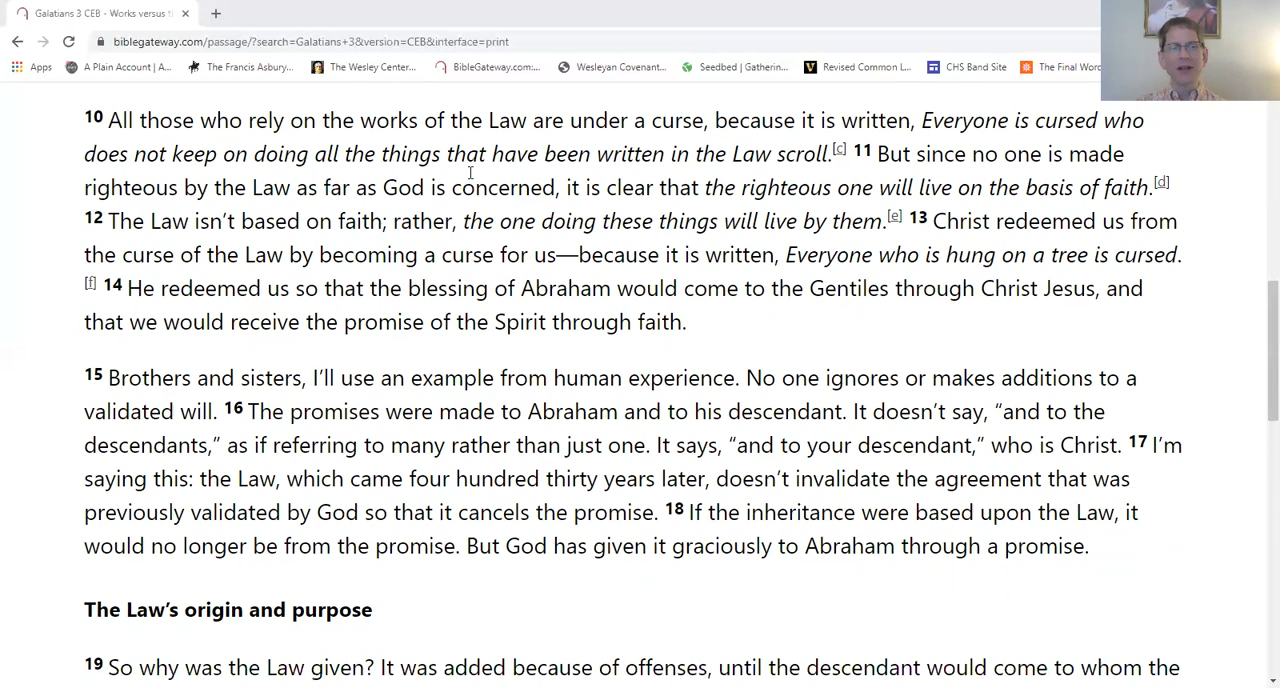 Galatians 3 CEB - Works versus t
biblegateway.com/passage/?search=Galatians+3&version=CEB&interface=print
Apps A Plain Account | A... The Francis Asbury... The Wesley Center... BibleGateway.com:... Wesleyan Covenant... Seedbed | Gatherin... Revised Common L... CHS Band Site The Final Word
10 All those who rely on the works of the Law are under a curse, because it is written, Everyone is cursed who
does not keep on doing all the things that have been written in the Law scroll.[c] 11 But since no one is made
righteous by the Law as far as God is concerned, it is clear that the righteous one will live on the basis of faith.[d]
12 The Law isn’t based on faith; rather, the one doing these things will live by them.[e] 13 Christ redeemed us from
the curse of the Law by becoming a curse for us—because it is written, Everyone who is hung on a tree is cursed.
[f] 14 He redeemed us so that the blessing of Abraham would come to the Gentiles through Christ Jesus, and
that we would receive the promise of the Spirit through faith.
15 Brothers and sisters, I’ll use an example from human experience. No one ignores or makes additions to a
validated will. 16 The promises were made to Abraham and to his descendant. It doesn’t say, “and to the
descendants,” as if referring to many rather than just one. It says, “and to your descendant,” who is Christ. 17 I’m
saying this: the Law, which came four hundred thirty years later, doesn’t invalidate the agreement that was
previously validated by God so that it cancels the promise. 18 If the inheritance were based upon the Law, it
would no longer be from the promise. But God has given it graciously to Abraham through a promise.
The Law’s origin and purpose
19 So why was the Law given? It was added because of offenses, until the descendant would come to whom the